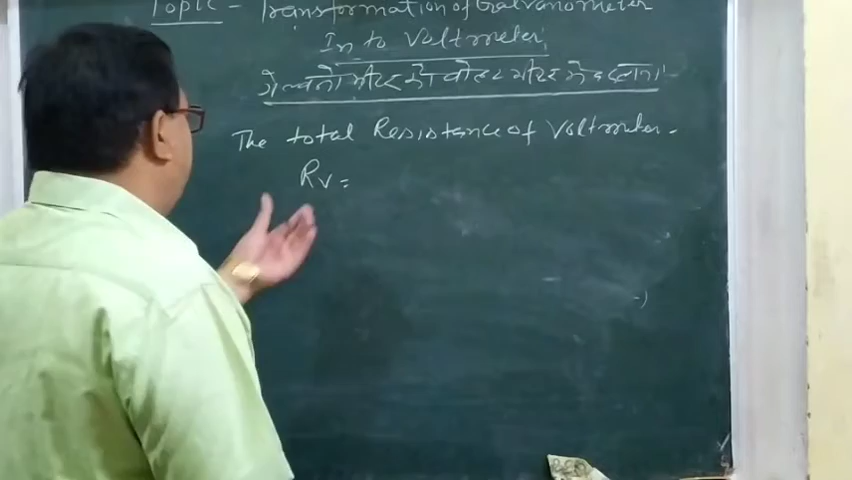 Topic - Transformation of Galvanometer
In to Voltmeter
गेल्वेनोमीटर को वोल्टमीटर में बदलना
The total Resistance of Voltmeter.
Rv =